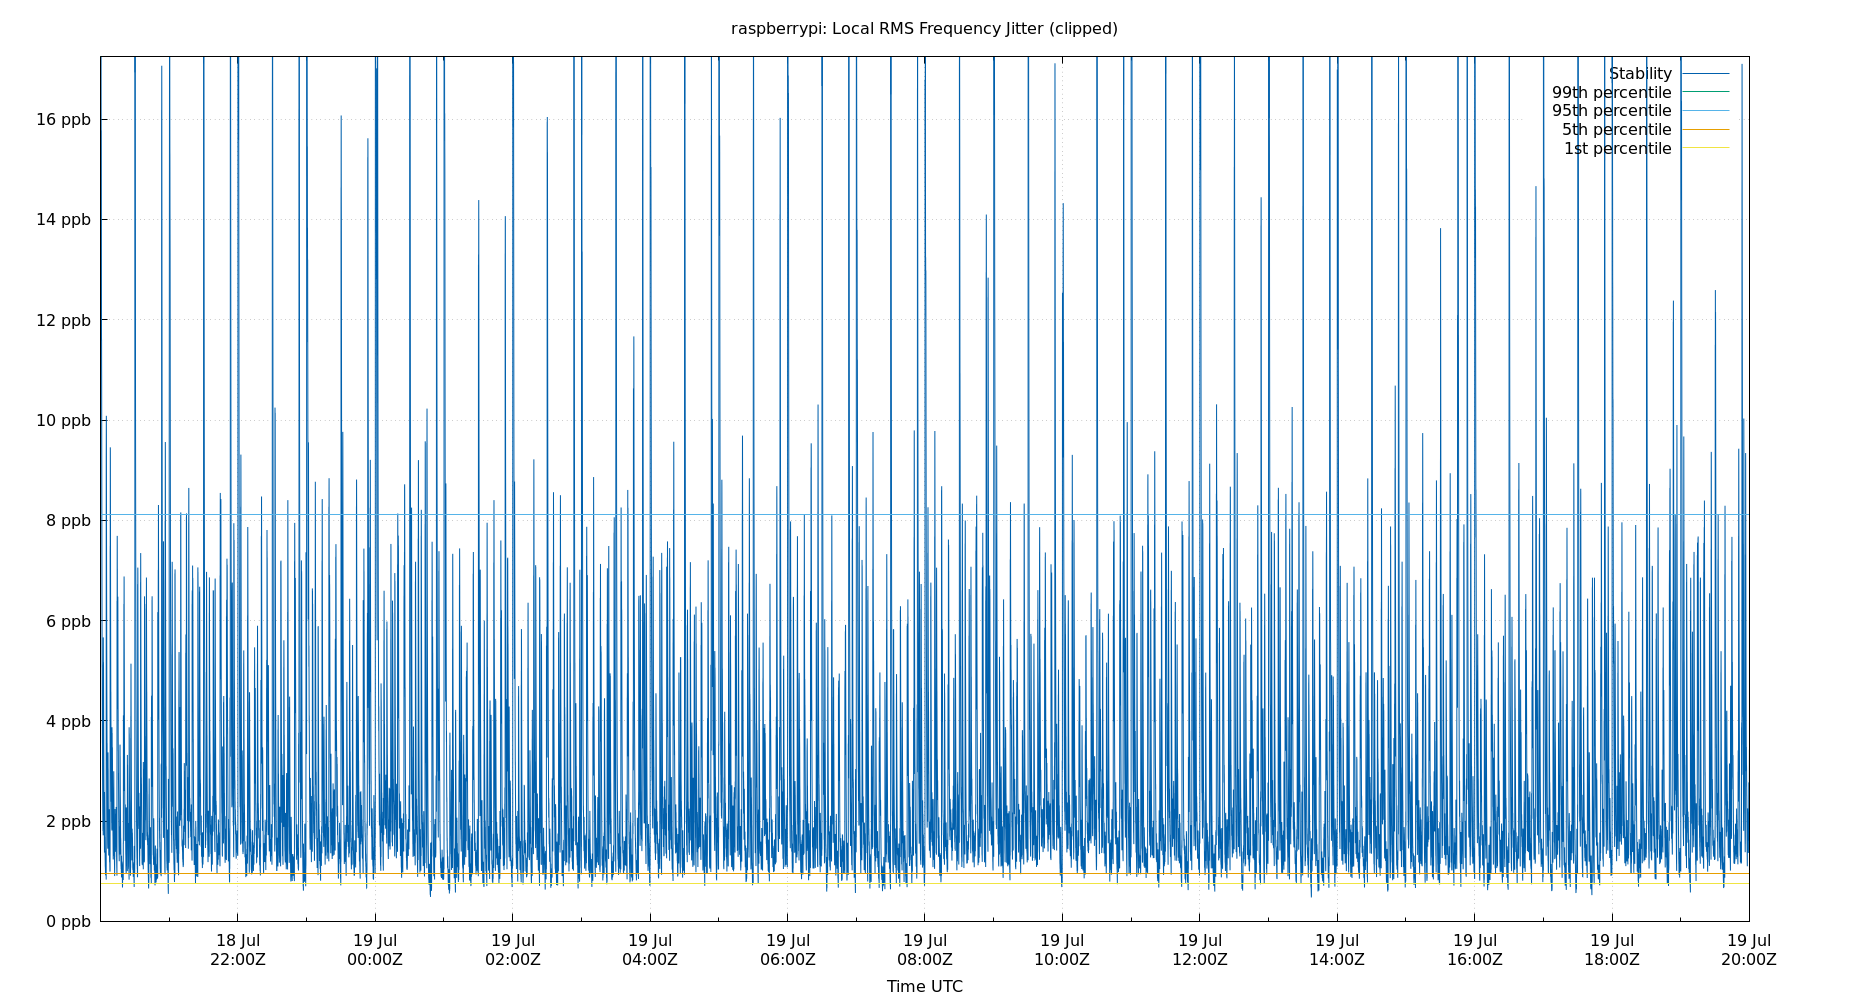 raspberrypi: Local RMS Frequency Jitter (clipped)
Stability
99th percentile
95th percentile
5th percentile
1st percentile
16 ppb
14 ppb
12 ppb
10 ppb
8 ppb
6 ppb
4 ppb
2 ppb
0 ppb
18 Jul 19 Jul 19 Jul 19 Jul 19 Jul 19 Jul 19 Jul 19 Jul 19 Jul 19 Jul 19 Jul 19 Jul
22:00Z 00:00Z 02:00Z 04:00Z 06:00Z 08:00Z 10:00Z 12:00Z 14:00Z 16:00Z 18:00Z 20:00Z
Time UTC